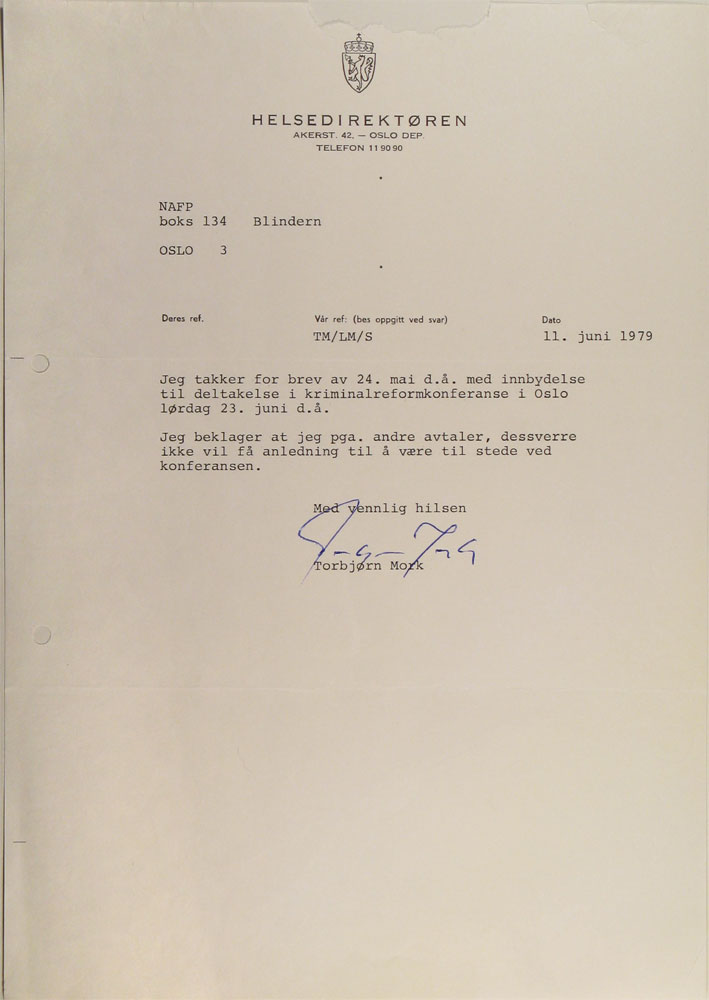 HELSEDIREKTØREN
AKERST. 42. — OSLO DEP.
TELEFON 11 90 90
NAFP
boks 134 Blindern
OSLO 3
Deres ref.
Vår ref: (bes oppgitt ved svar)
Dato
TM/LM/S
11. juni 1979
Jeg takker for brev av 24. mai d.å. med innbydelse
til deltakelse i kriminalreformkonferanse i Oslo
lørdag 23. juni d.å.
Jeg beklager at jeg pga. andre avtaler, dessverre
ikke vil få anledning til å være til stede ved
konferansen.
Med vennlig hilsen
Torbjørn Mork